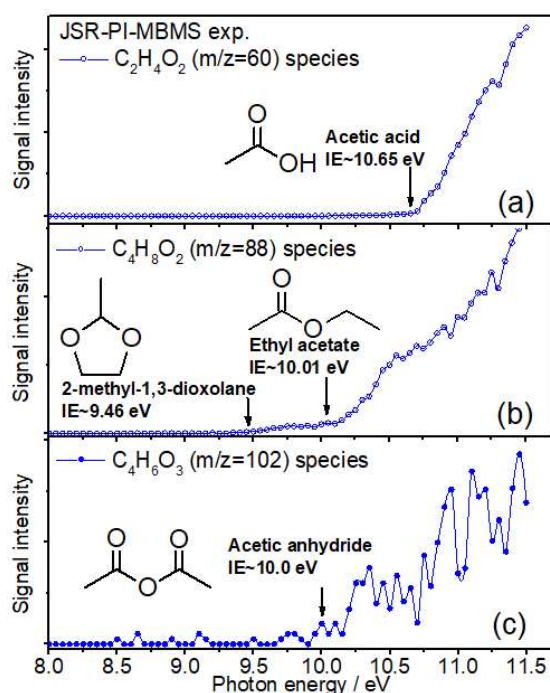 JSR-PI-MBMS exp.
C₂H₄O₂ (m/z=60) species
Signal intensity
O
OH
Acetic acid
IE~10.65 eV
(a)
C₄H₈O₂ (m/z=88) species
Signal intensity
O
O
O
O
Ethyl acetate
IE~10.01 eV
2-methyl-1,3-dioxolane
IE~9.46 eV
(b)
C₄H₆O₃ (m/z=102) species
Signal intensity
O
O
O
Acetic anhydride
IE~10.0 eV
(c)
8.0 8.5 9.0 9.5 10.0 10.5 11.0 11.5
Photon energy / eV